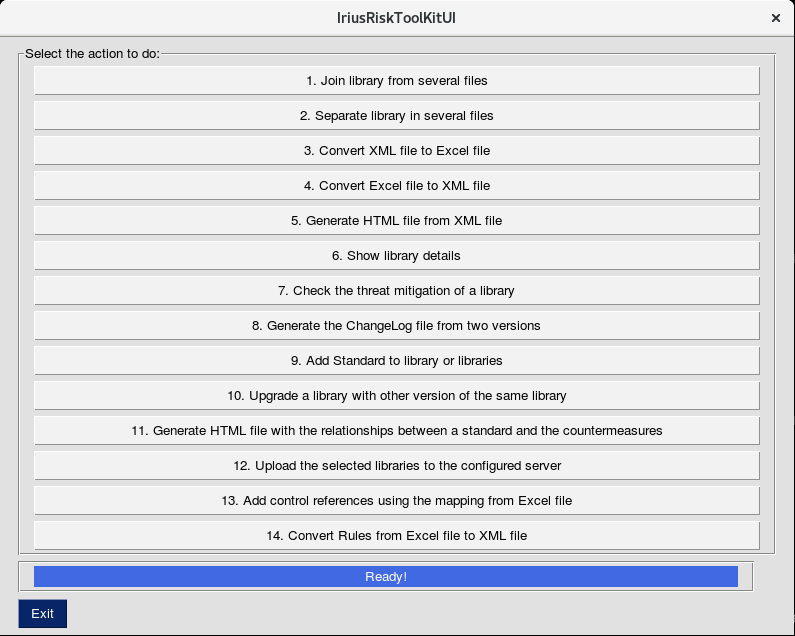 IriusRiskToolKitUI
×
Select the action to do:
1. Join library from several files
2. Separate library in several files
3. Convert XML file to Excel file
4. Convert Excel file to XML file
5. Generate HTML file from XML file
6. Show library details
7. Check the threat mitigation of a library
8. Generate the ChangeLog file from two versions
9. Add Standard to library or libraries
10. Upgrade a library with other version of the same library
11. Generate HTML file with the relationships between a standard and the countermeasures
12. Upload the selected libraries to the configured server
13. Add control references using the mapping from Excel file
14. Convert Rules from Excel file to XML file
Ready!
Exit